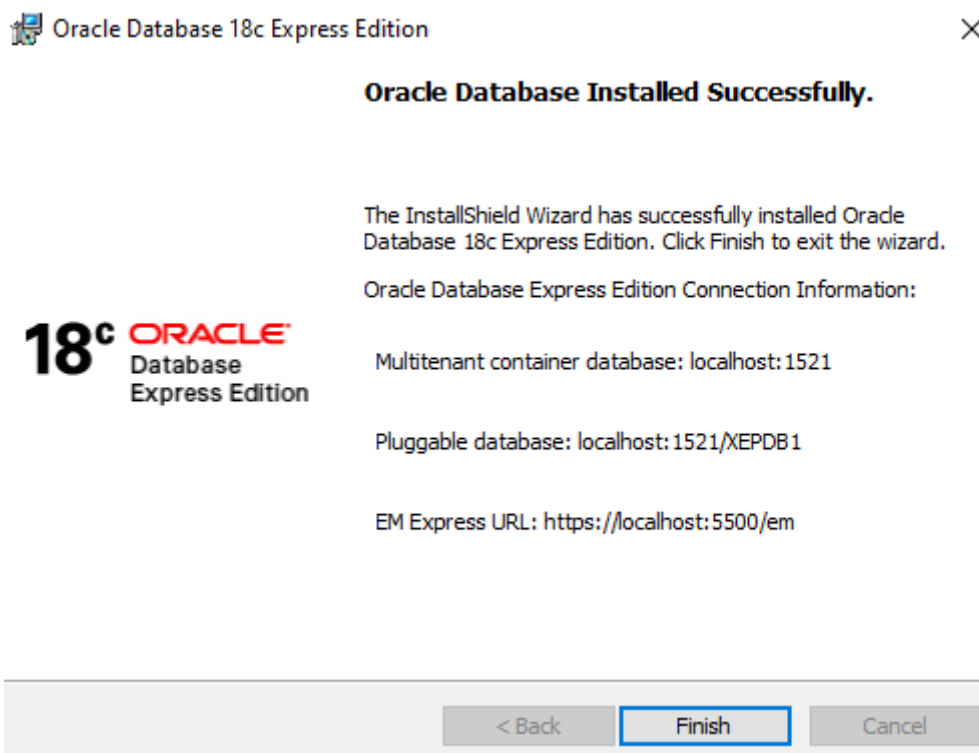 Oracle Database 18c Express Edition
Oracle Database Installed Successfully.
The InstallShield Wizard has successfully installed Oracle
Database 18c Express Edition. Click Finish to exit the wizard.
Oracle Database Express Edition Connection Information:
18c ORACLE
Database
Express Edition
Multitenant container database: localhost:1521
Pluggable database: localhost:1521/XEPDB1
EM Express URL: https://localhost:5500/em
< Back Finish Cancel